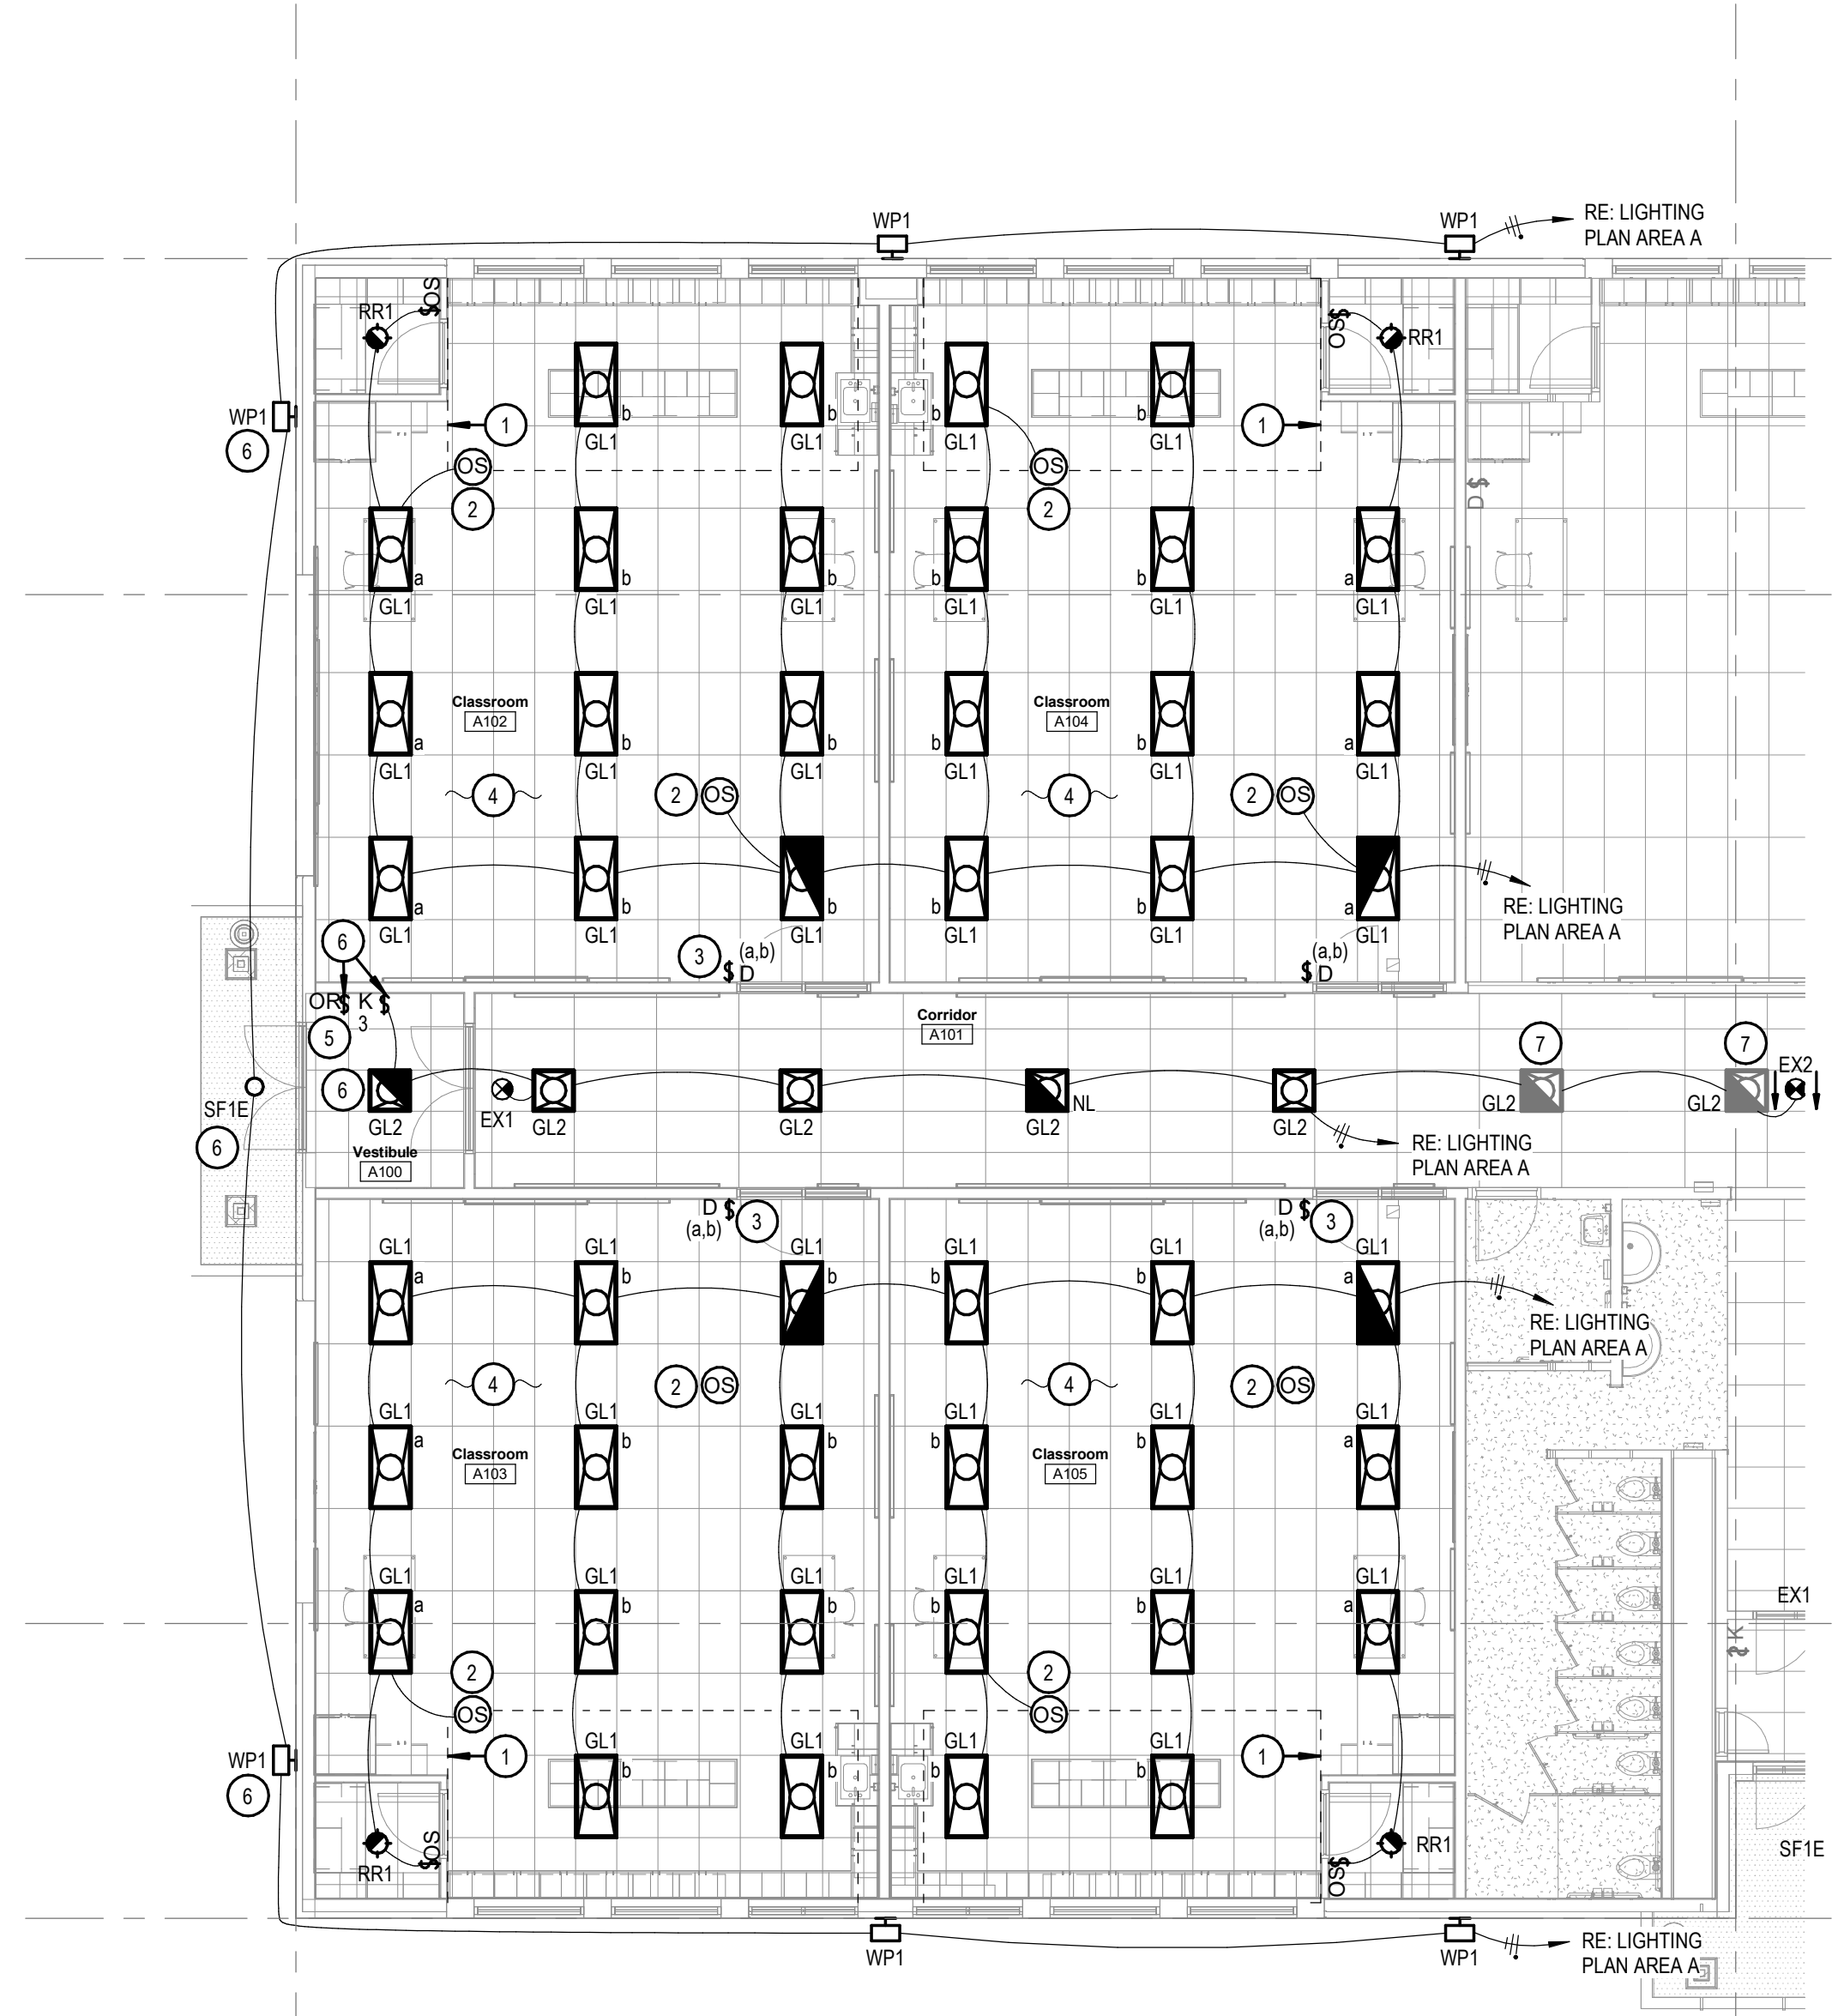 WP1
WP1
RE: LIGHTING
PLAN AREA A
RR1
$OS
OS$
RR1
WP1
6
1
1
b
b
b
b
GL1
GL1
GL1
GL1
OS
2
OS
2
D $
a
b
b
b
b
a
GL1
GL1
GL1
GL1
GL1
GL1
Classroom
A102
Classroom
A104
a
b
b
b
b
a
GL1
GL1
GL1
GL1
GL1
GL1
4
2
OS
4
2
OS
a
b
b
b
b
a
GL1
GL1
GL1
GL1
GL1
GL1
RE: LIGHTING
PLAN AREA A
6
3
(a,b)
$ D
(a,b)
$ D
OR$ K $
3
5
Corridor
A101
7
7
6
EX2
SF1E
EX1
NL
GL2
GL2
GL2
GL2
GL2
GL2
GL2
6
Vestibule
A100
RE: LIGHTING
PLAN AREA A
D $
(a,b)
3
D $
(a,b)
3
GL1
GL1
GL1
GL1
GL1
GL1
a
b
b
b
b
a
RE: LIGHTING
PLAN AREA A
4
2
OS
4
2
OS
GL1
GL1
GL1
GL1
GL1
GL1
a
b
b
b
b
a
Classroom
A103
Classroom
A105
GL1
GL1
GL1
GL1
GL1
GL1
a
b
b
b
b
a
EX1
$ K
2
OS
2
OS
GL1
GL1
GL1
GL1
WP1
6
1
1
b
b
b
b
RR1
$OS
OS$
RR1
SF1E
WP1
WP1
RE: LIGHTING
PLAN AREA A